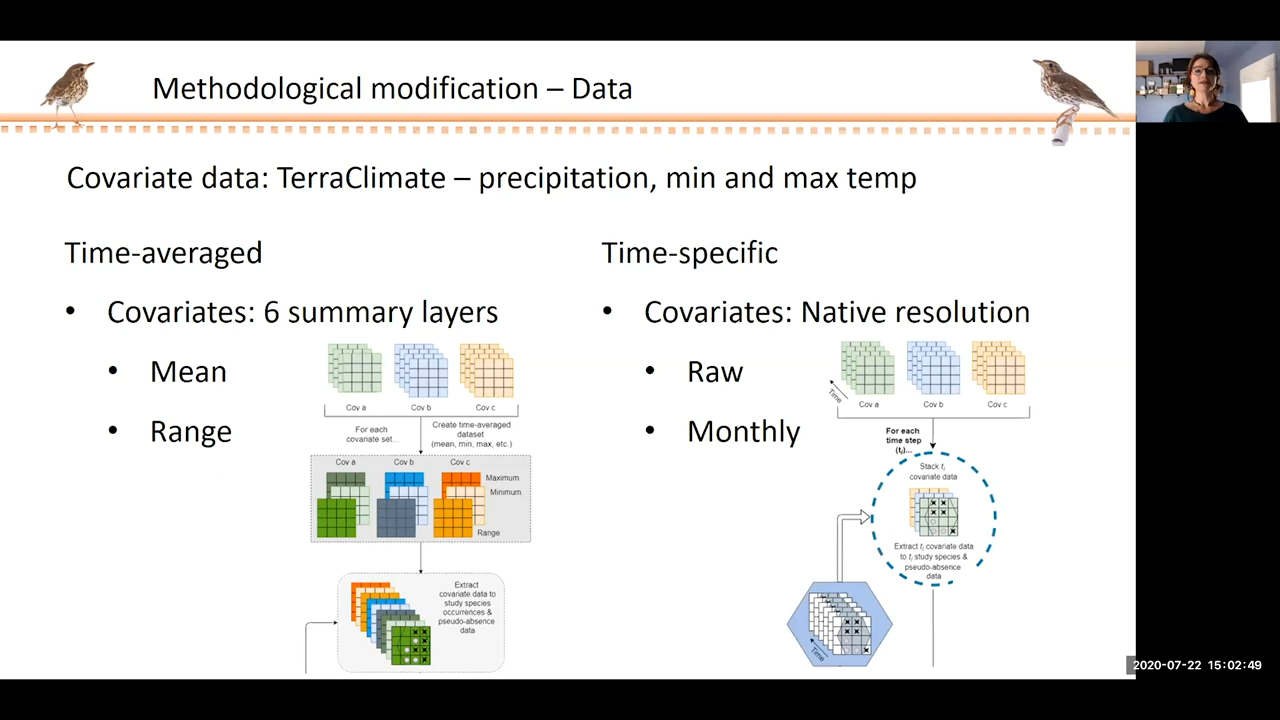 Methodological modification – Data
Covariate data: TerraClimate – precipitation, min and max temp
Time-averaged
• Covariates: 6 summary layers
• Mean
• Range
Cov a
Cov b
Cov c
For each
covariate set...
Create time-averaged
dataset
(mean, min, max, etc.)
Cov a
Cov b
Cov c
Maximum
Minimum
Range
Extract
covariate data to
study species
occurrences &
pseudo-absence
data
Time-specific
• Covariates: Native resolution
• Raw
• Monthly
Time
Cov a
Cov b
Cov c
For each
time step
(ti)...
Stack ti
covariate data
Extract ti covariate data
to ti study species &
pseudo-absence
data
Time
2020-07-22 15:02:49